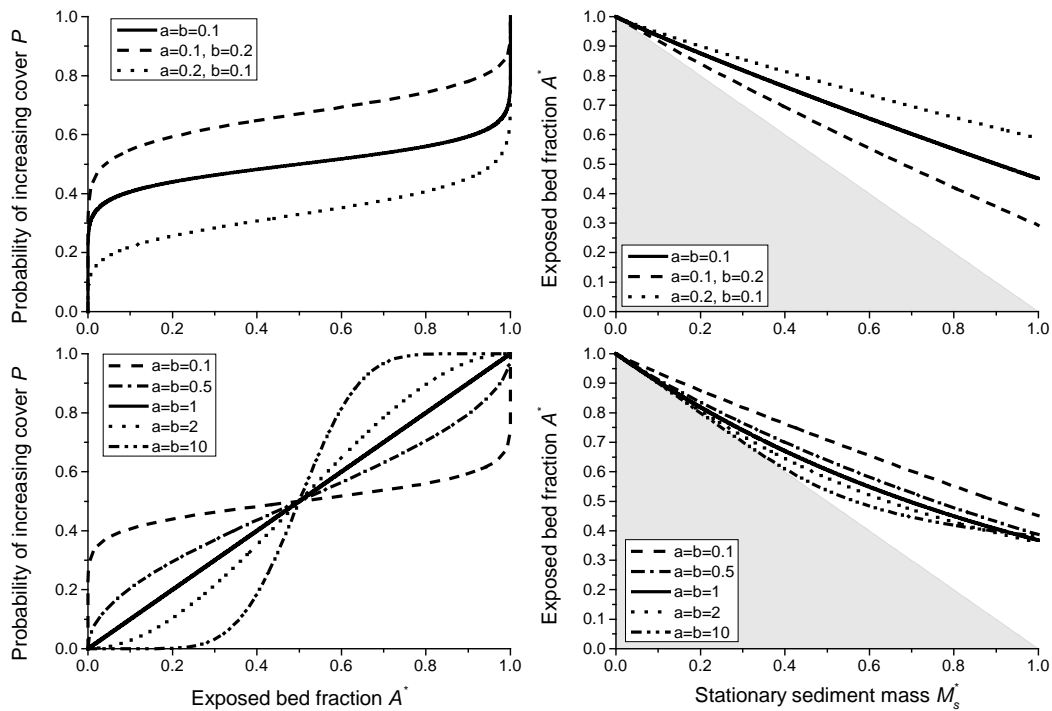 Probability of increasing cover P
1.0
0.8
0.6
0.4
0.2
0.0
a=b=0.1
a=0.1, b=0.2
a=0.2, b=0.1
0.0 0.2 0.4 0.6 0.8 1.0
Exposed bed fraction A*
1.0
0.9
0.8
0.7
0.6
0.5
0.4
0.3
0.2
0.1
0.0
a=b=0.1
a=0.1, b=0.2
a=0.2, b=0.1
0.0 0.2 0.4 0.6 0.8 1.0
Probability of increasing cover P
1.0
0.8
0.6
0.4
0.2
0.0
a=b=0.1
a=b=0.5
a=b=1
a=b=2
a=b=10
0.0 0.2 0.4 0.6 0.8 1.0
Exposed bed fraction A*
Exposed bed fraction A*
1.0
0.9
0.8
0.7
0.6
0.5
0.4
0.3
0.2
0.1
0.0
a=b=0.1
a=b=0.5
a=b=1
a=b=2
a=b=10
0.0 0.2 0.4 0.6 0.8 1.0
Stationary sediment mass M*s